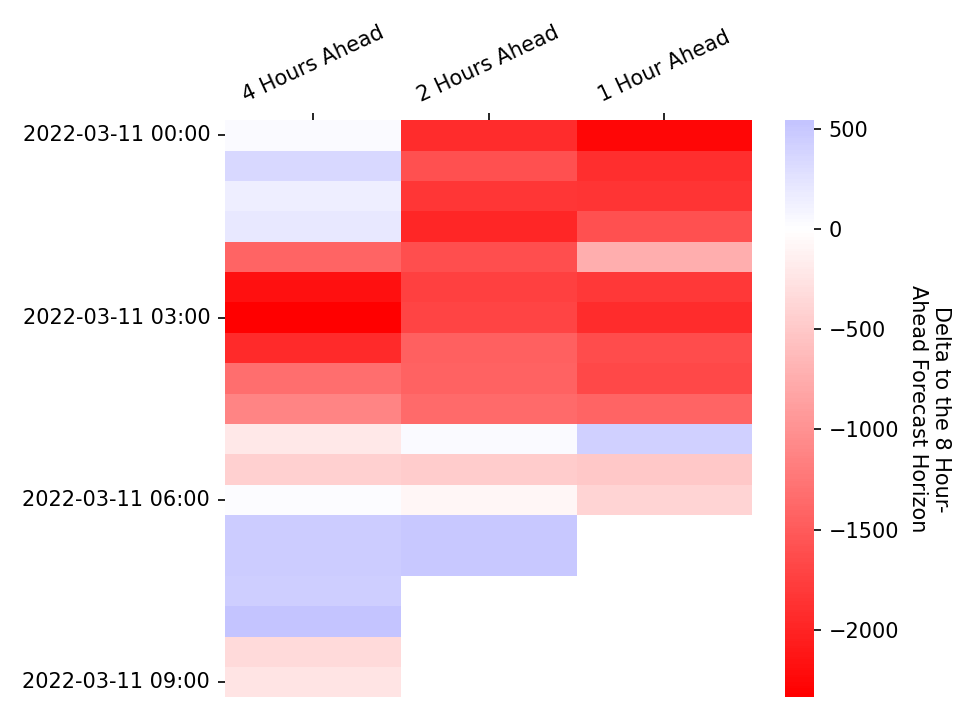 4 Hours Ahead
2 Hours Ahead
1 Hour Ahead
2022-03-11 00:00
2022-03-11 03:00
2022-03-11 06:00
2022-03-11 09:00
500
0
−500
−1000
−1500
−2000
Delta to the 8 Hour-
Ahead Forecast Horizon